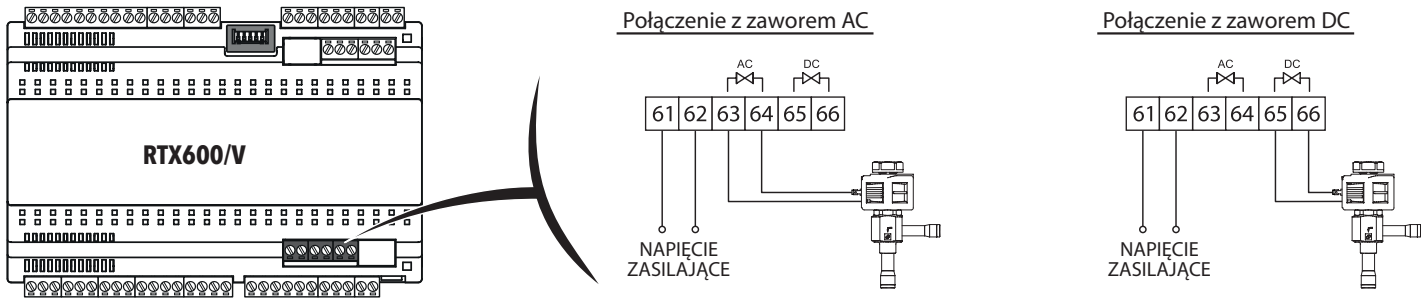 RTX600/V
Połączenie z zaworem AC
AC DC
61 62 63 64 65 66
NAPIĘCIE
ZASILAJĄCE
Połączenie z zaworem DC
AC DC
61 62 63 64 65 66
NAPIĘCIE
ZASILAJĄCE